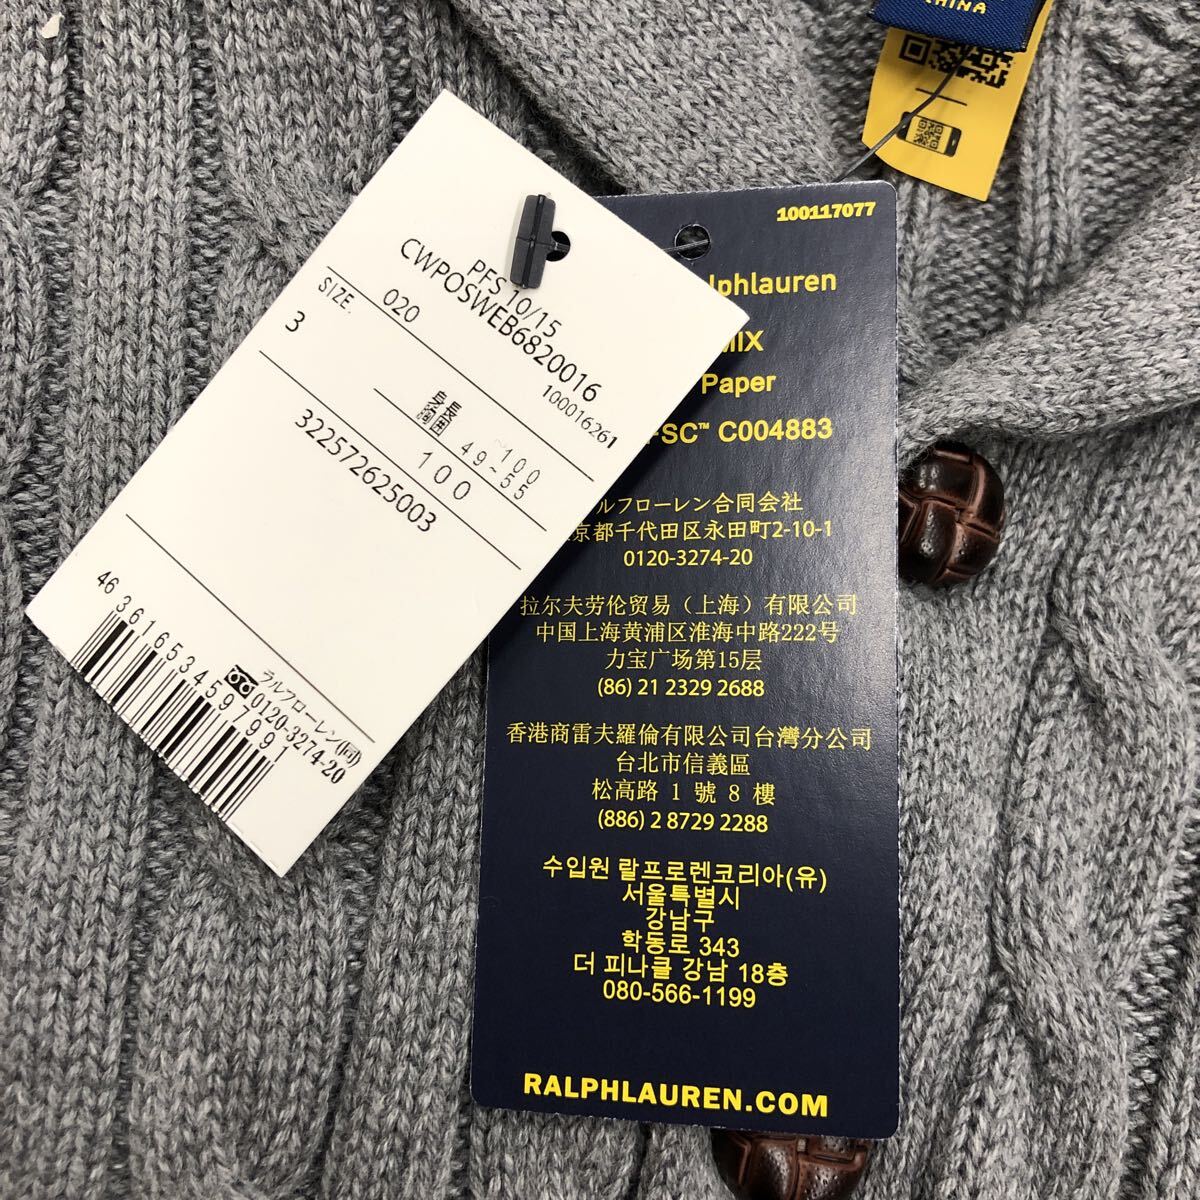 CHINA
PFS 10/15
CWPOSWEB6820016
100016261
SIZE.
020
3
身長
胸囲
~100
49~55
100
322572625003
4636165345979 91
ラルフローレン(同)
0120-3274-20
100117077
lphlauren
MIX
Paper
FSC™ C004883
ルフローレン合同会社
京都千代田区永田町2-10-1
0120-3274-20
拉尔夫劳伦贸易（上海）有限公司
中国上海黄浦区淮海中路222号
力宝广场第15层
(86) 21 2329 2688
香港商雷夫羅倫有限公司台灣分公司
台北市信義區
松高路 1 號 8 樓
(886) 2 8729 2288
수입원 랄프로렌코리아(유)
서울특별시
강남구
학동로 343
더 피나클 강남 18층
080-566-1199
RALPHLAUREN.COM